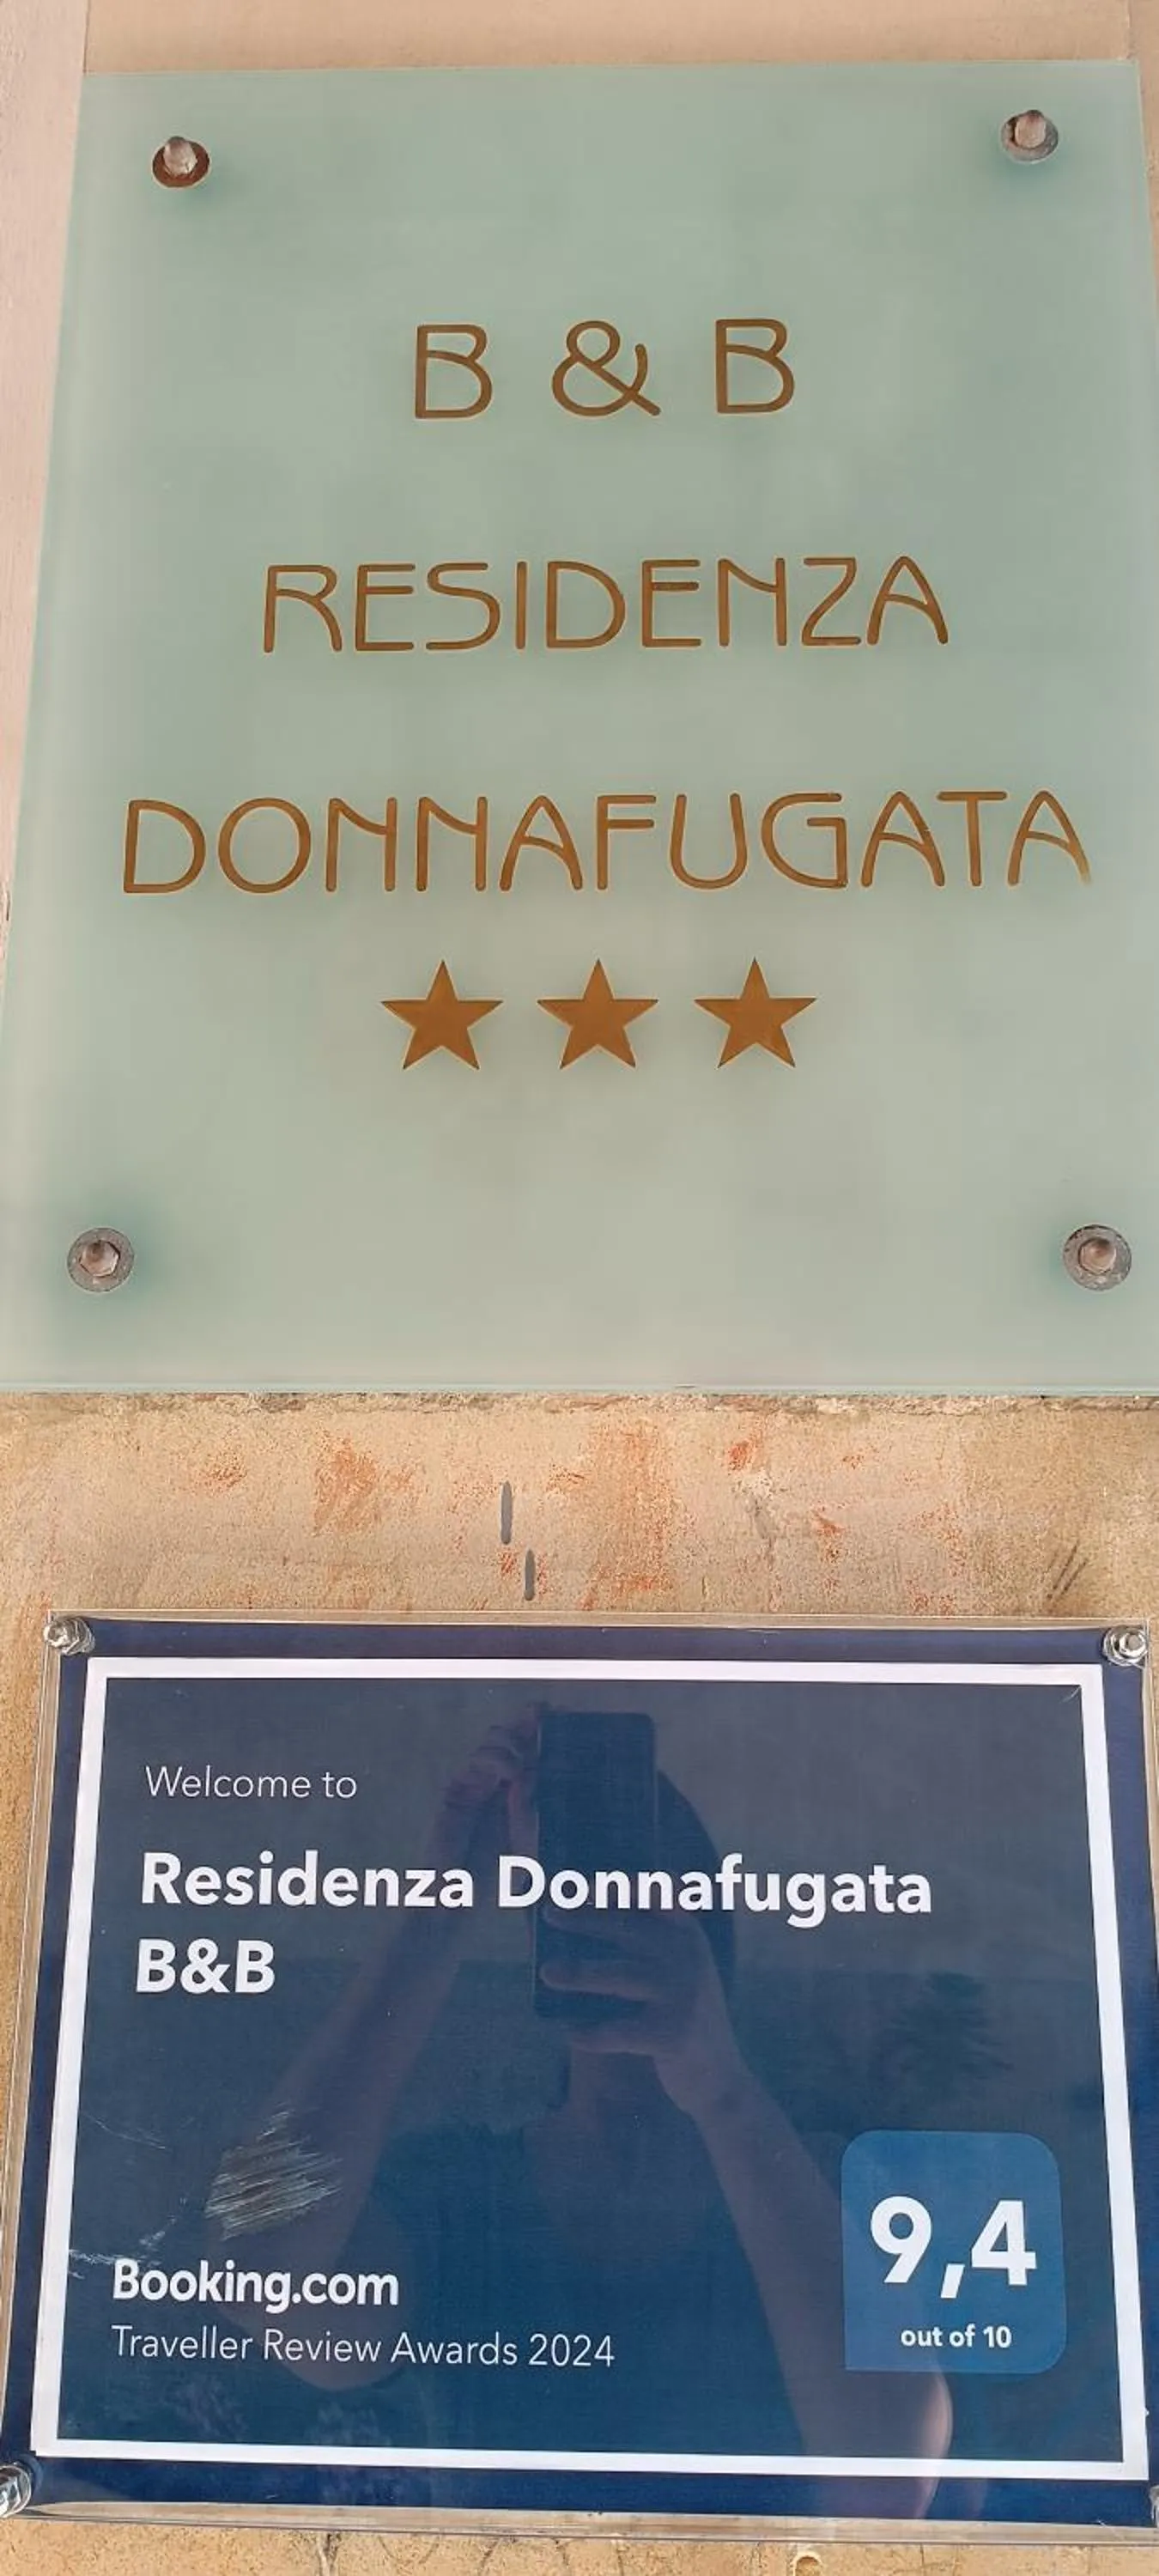 B & B
RESIDENZA
DONNAFUGATA
Welcome to
Residenza Donnafugata
B&B
9,4
out of 10
Booking.com
Traveller Review Awards 2024